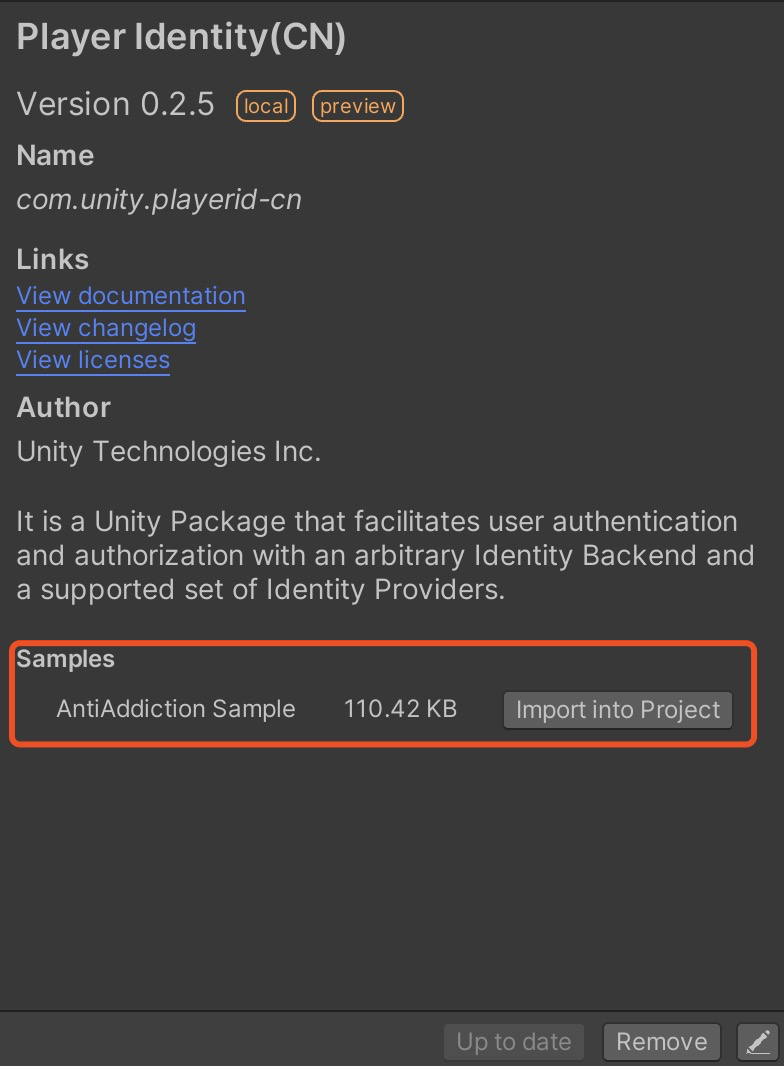 Player Identity(CN)
Version 0.2.5 local preview
Name
com.unity.playerid-cn
Links
View documentation
View changelog
View licenses
Author
Unity Technologies Inc.
It is a Unity Package that facilitates user authentication
and authorization with an arbitrary Identity Backend and
a supported set of Identity Providers.
Samples
AntiAddiction Sample 110.42 KB Import into Project
Up to date Remove